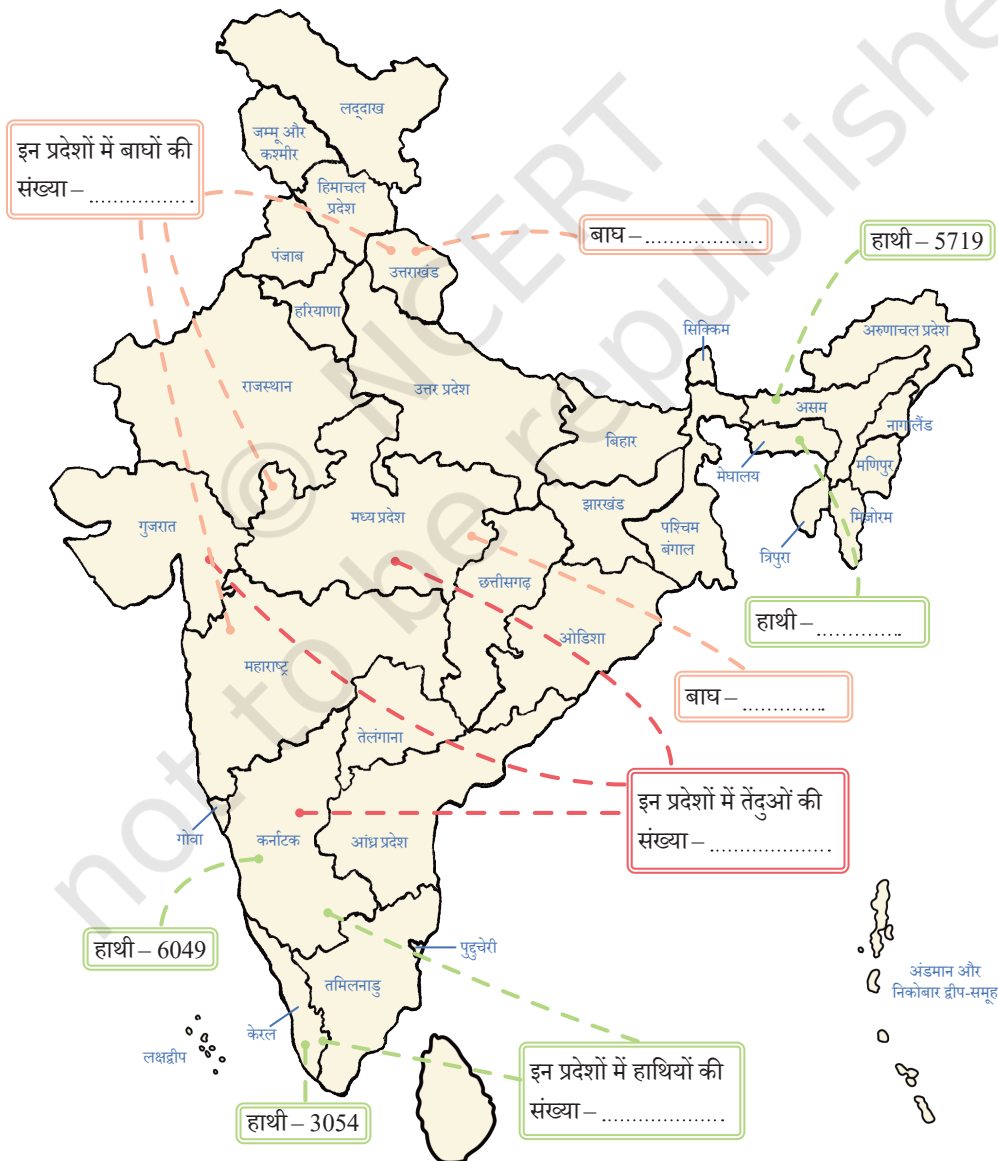 लद्दाख
जम्मू और
कश्मीर
इन प्रदेशों में बाघों की
संख्या – ..................
हिमाचल
प्रदेश
बाघ – ....................
हाथी – 5719
पंजाब
उत्तराखंड
हरियाणा
सिक्किम
अरुणाचल प्रदेश
राजस्थान
उत्तर प्रदेश
असम
नागालैंड
बिहार
मेघालय
मणिपुर
गुजरात
मध्य प्रदेश
झारखंड
पश्चिम
बंगाल
त्रिपुरा
मिज़ोरम
छत्तीसगढ़
हाथी – ..............
ओडिशा
महाराष्ट्र
बाघ – ..............
तेलंगाना
इन प्रदेशों में तेंदुओं की
संख्या – .....................
गोवा
कर्नाटक
आंध्र प्रदेश
हाथी – 6049
पुद्दुचेरी
तमिलनाडु
अंडमान और
निकोबार द्वीप-समूह
केरल
लक्षद्वीप
इन प्रदेशों में हाथियों की
संख्या – ......................
हाथी – 3054
© NCERT
not to be republishe